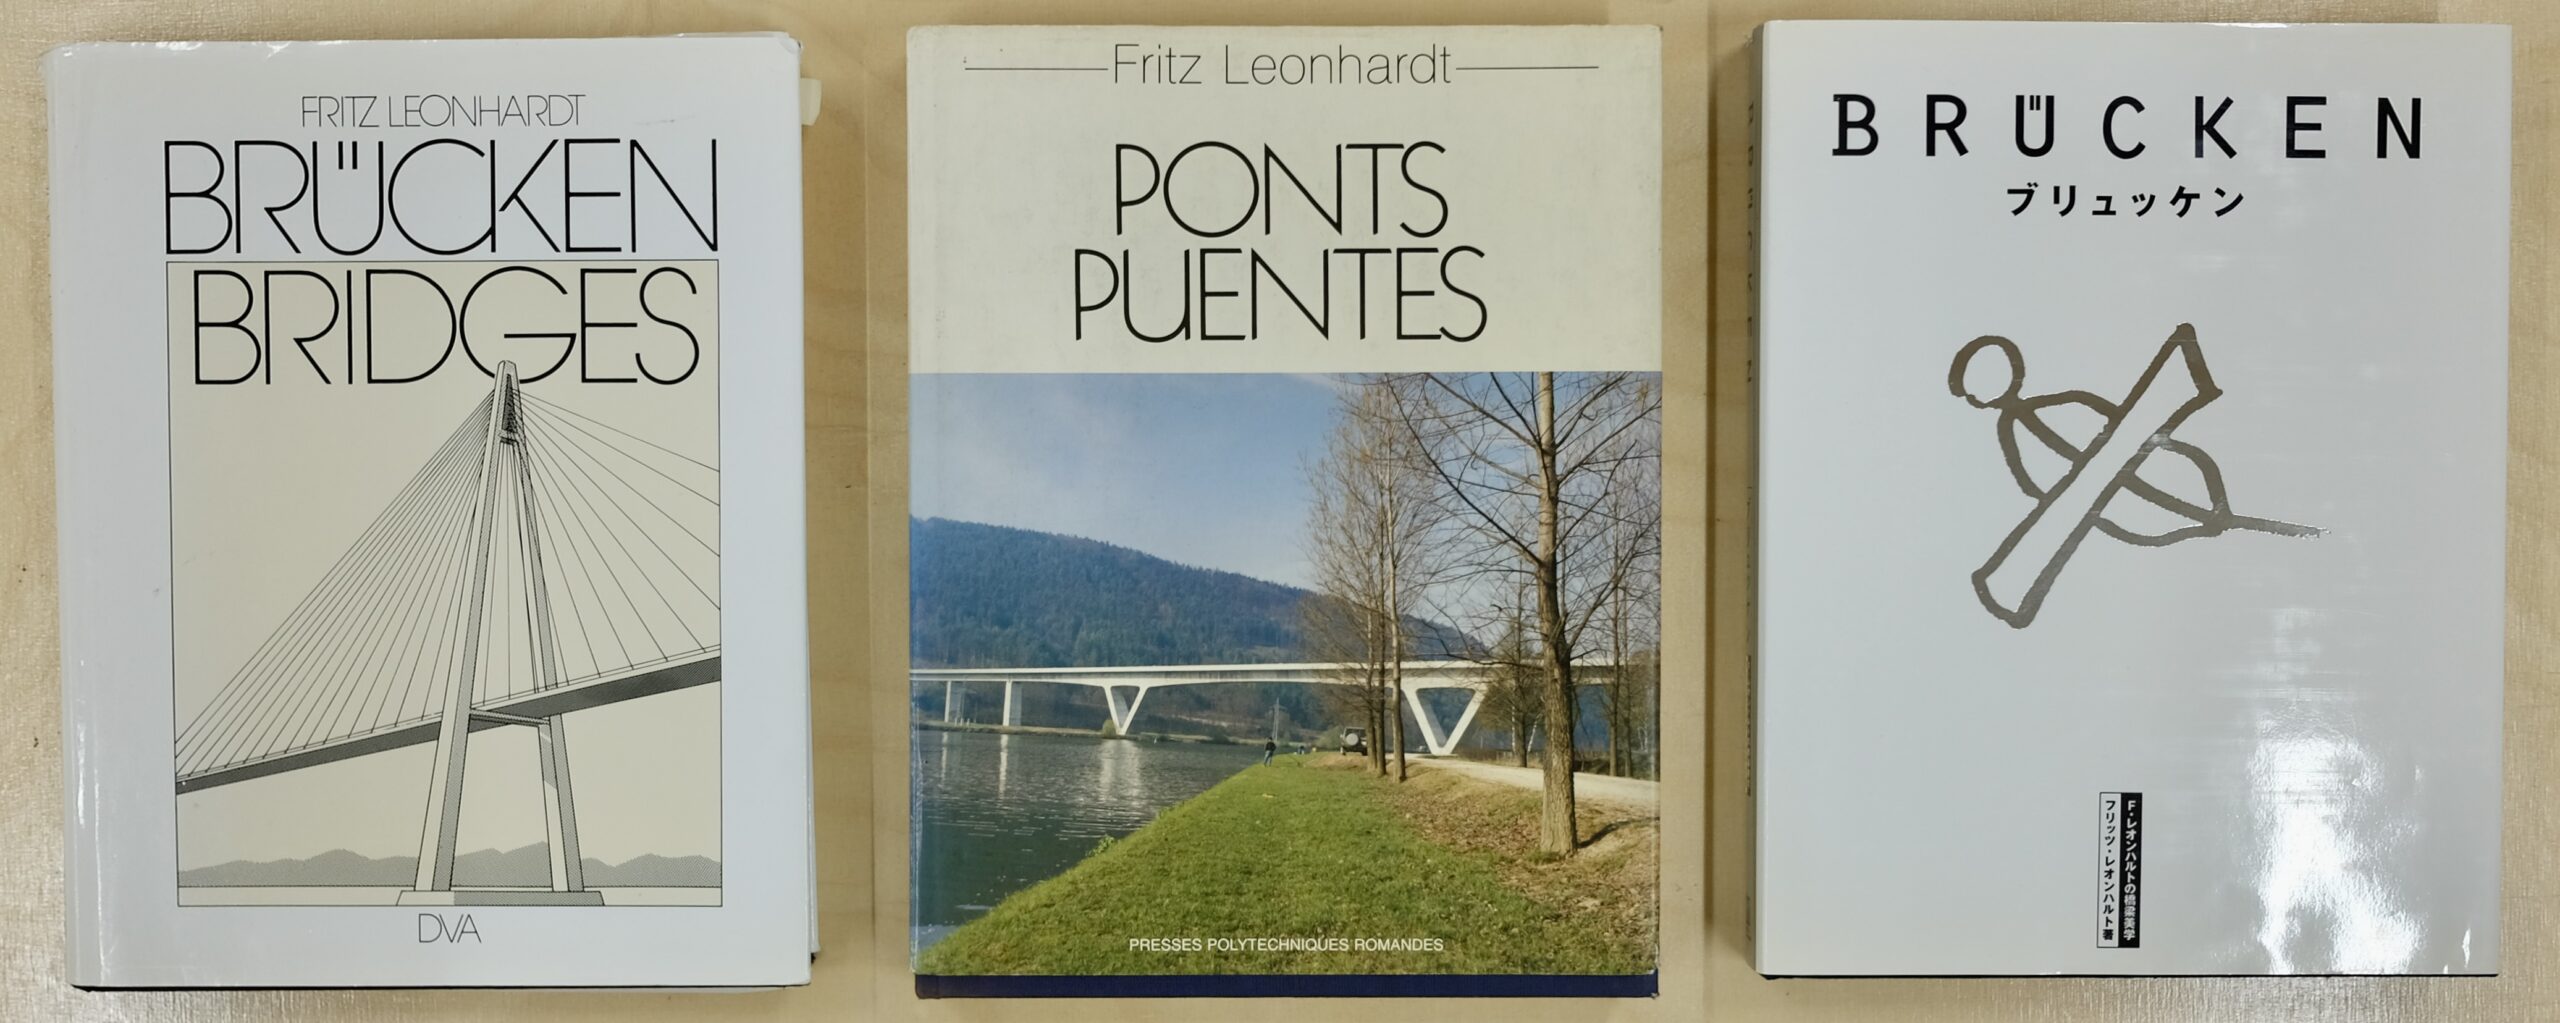 FRITZ LEONHARDT
BRÜCKEN
BRIDGES
DVA
Fritz Leonhardt
PONTS
PUENTES
PRESSES POLYTECHNIQUES ROMANDES
BRÜCKEN
ブリュッケン
F・レオンハルトの橋梁美学
フリッツ・レオンハルト著